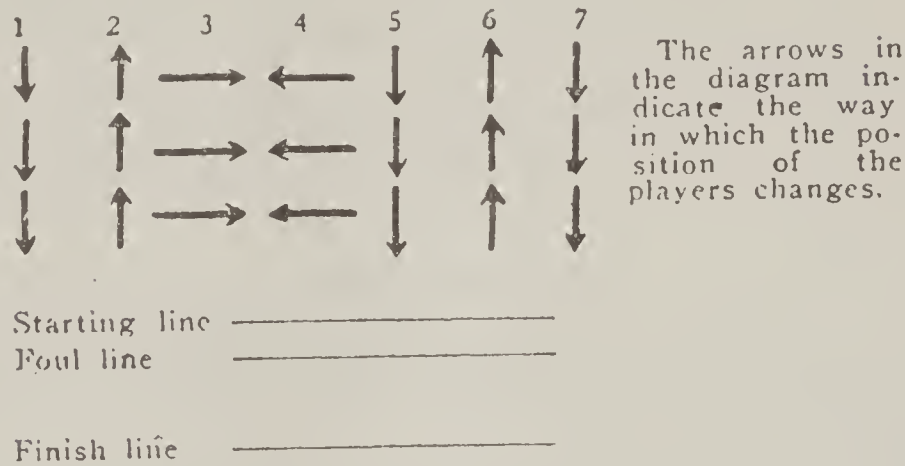 1 2 3 4 5 6 7
The arrows in
the diagram in-
dicate the way
in which the po-
sition of the
players changes.
Starting line
Foul line
Finish line